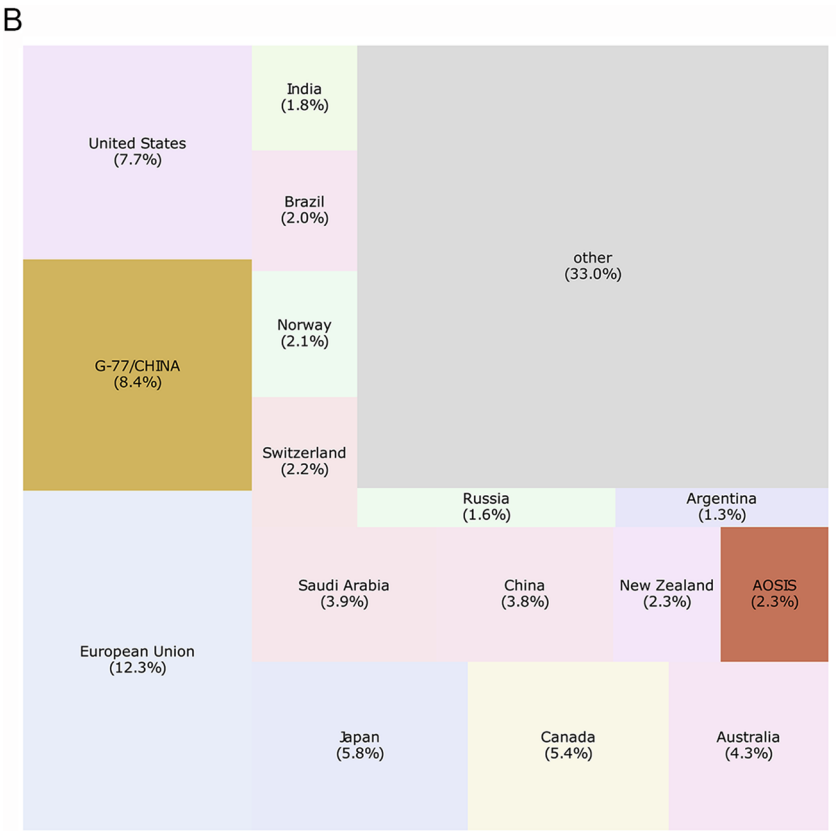 B
United States
(7.7%)
India
(1.8%)
Brazil
(2.0%)
other
(33.0%)
G-77/CHINA
(8.4%)
Norway
(2.1%)
Switzerland
(2.2%)
Russia
(1.6%)
Argentina
(1.3%)
European Union
(12.3%)
Saudi Arabia
(3.9%)
China
(3.8%)
New Zealand
(2.3%)
AOSIS
(2.3%)
Japan
(5.8%)
Canada
(5.4%)
Australia
(4.3%)